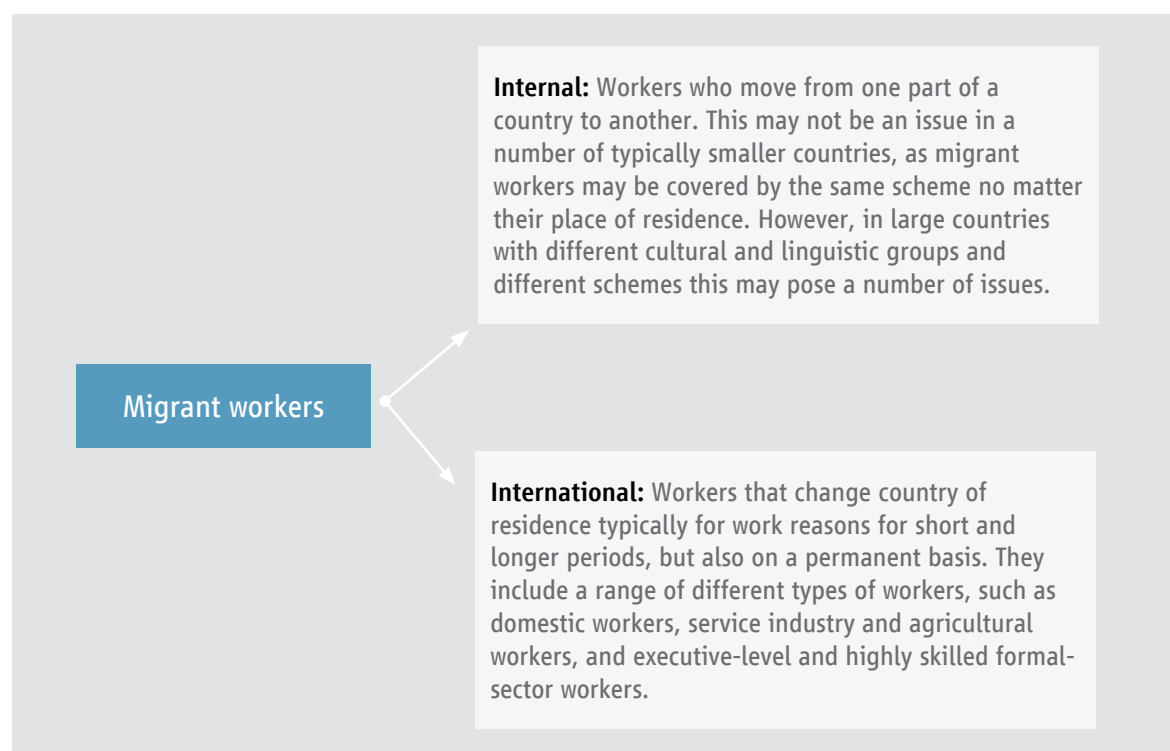 Internal: Workers who move from one part of a
country to another. This may not be an issue in a
number of typically smaller countries, as migrant
workers may be covered by the same scheme no matter
their place of residence. However, in large countries
with different cultural and linguistic groups and
different schemes this may pose a number of issues.
Migrant workers
International: Workers that change country of
residence typically for work reasons for short and
longer periods, but also on a permanent basis. They
include a range of different types of workers, such as
domestic workers, service industry and agricultural
workers, and executive-level and highly skilled formal-
sector workers.